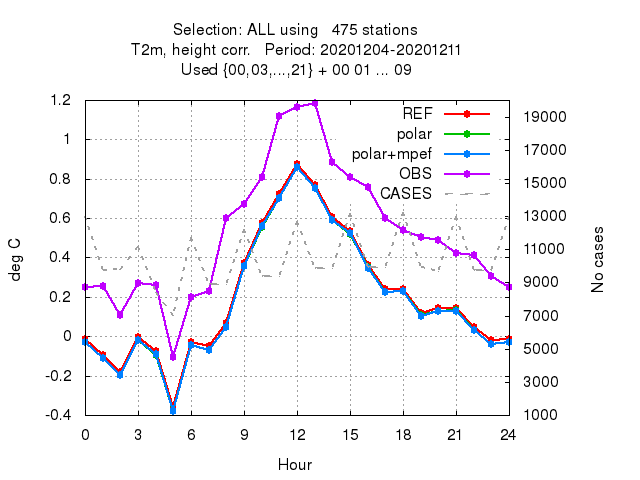 Selection: ALL using   475 stations
T2m, height corr.   Period: 20201204-20201211
Used {00,03,...,21} + 00 01 ... 09
1.2
1
0.8
0.6
0.4
0.2
0
-0.2
-0.4
deg C
REF
polar
polar+mpef
OBS
CASES
19000
17000
15000
13000
11000
9000
7000
5000
3000
1000
No cases
0 3 6 9 12 15 18 21 24
Hour